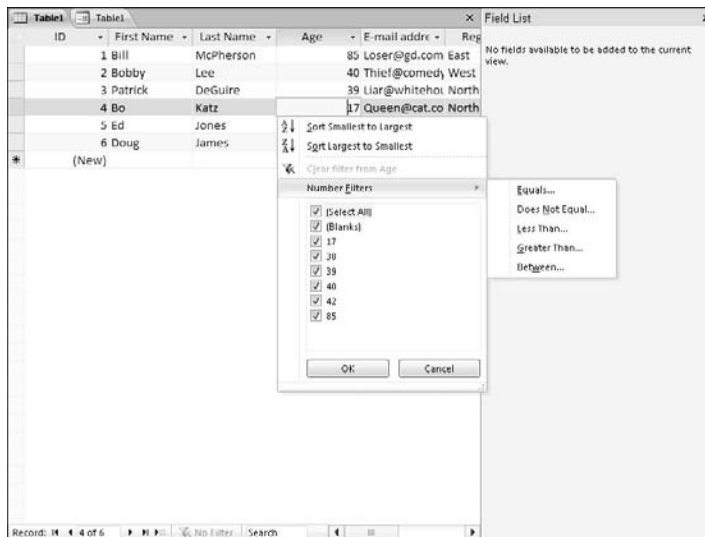 Table1 Table1 × Field List
ID First Name Last Name Age E-mail addre Reg
No fields available to be added to the current view.
1 Bill McPherson 85 Loser@gd.com East
2 Bobby Lee 40 Thief@comedy West
3 Patrick DeGuire 39 Liar@whitehou North
4 Bo Katz 17 Queen@cat.co North
5 Ed Jones
6 Doug James
* (New)
Sort Smallest to Largest
Sort Largest to Smallest
Clear filter from Age
Number Filters
(Select All)
(Blanks)
17
39
40
42
85
OK Cancel
Equals...
Does Not Equal...
Less Than...
Greater Than...
Between...
Record: 4 of 6 No Filter Search